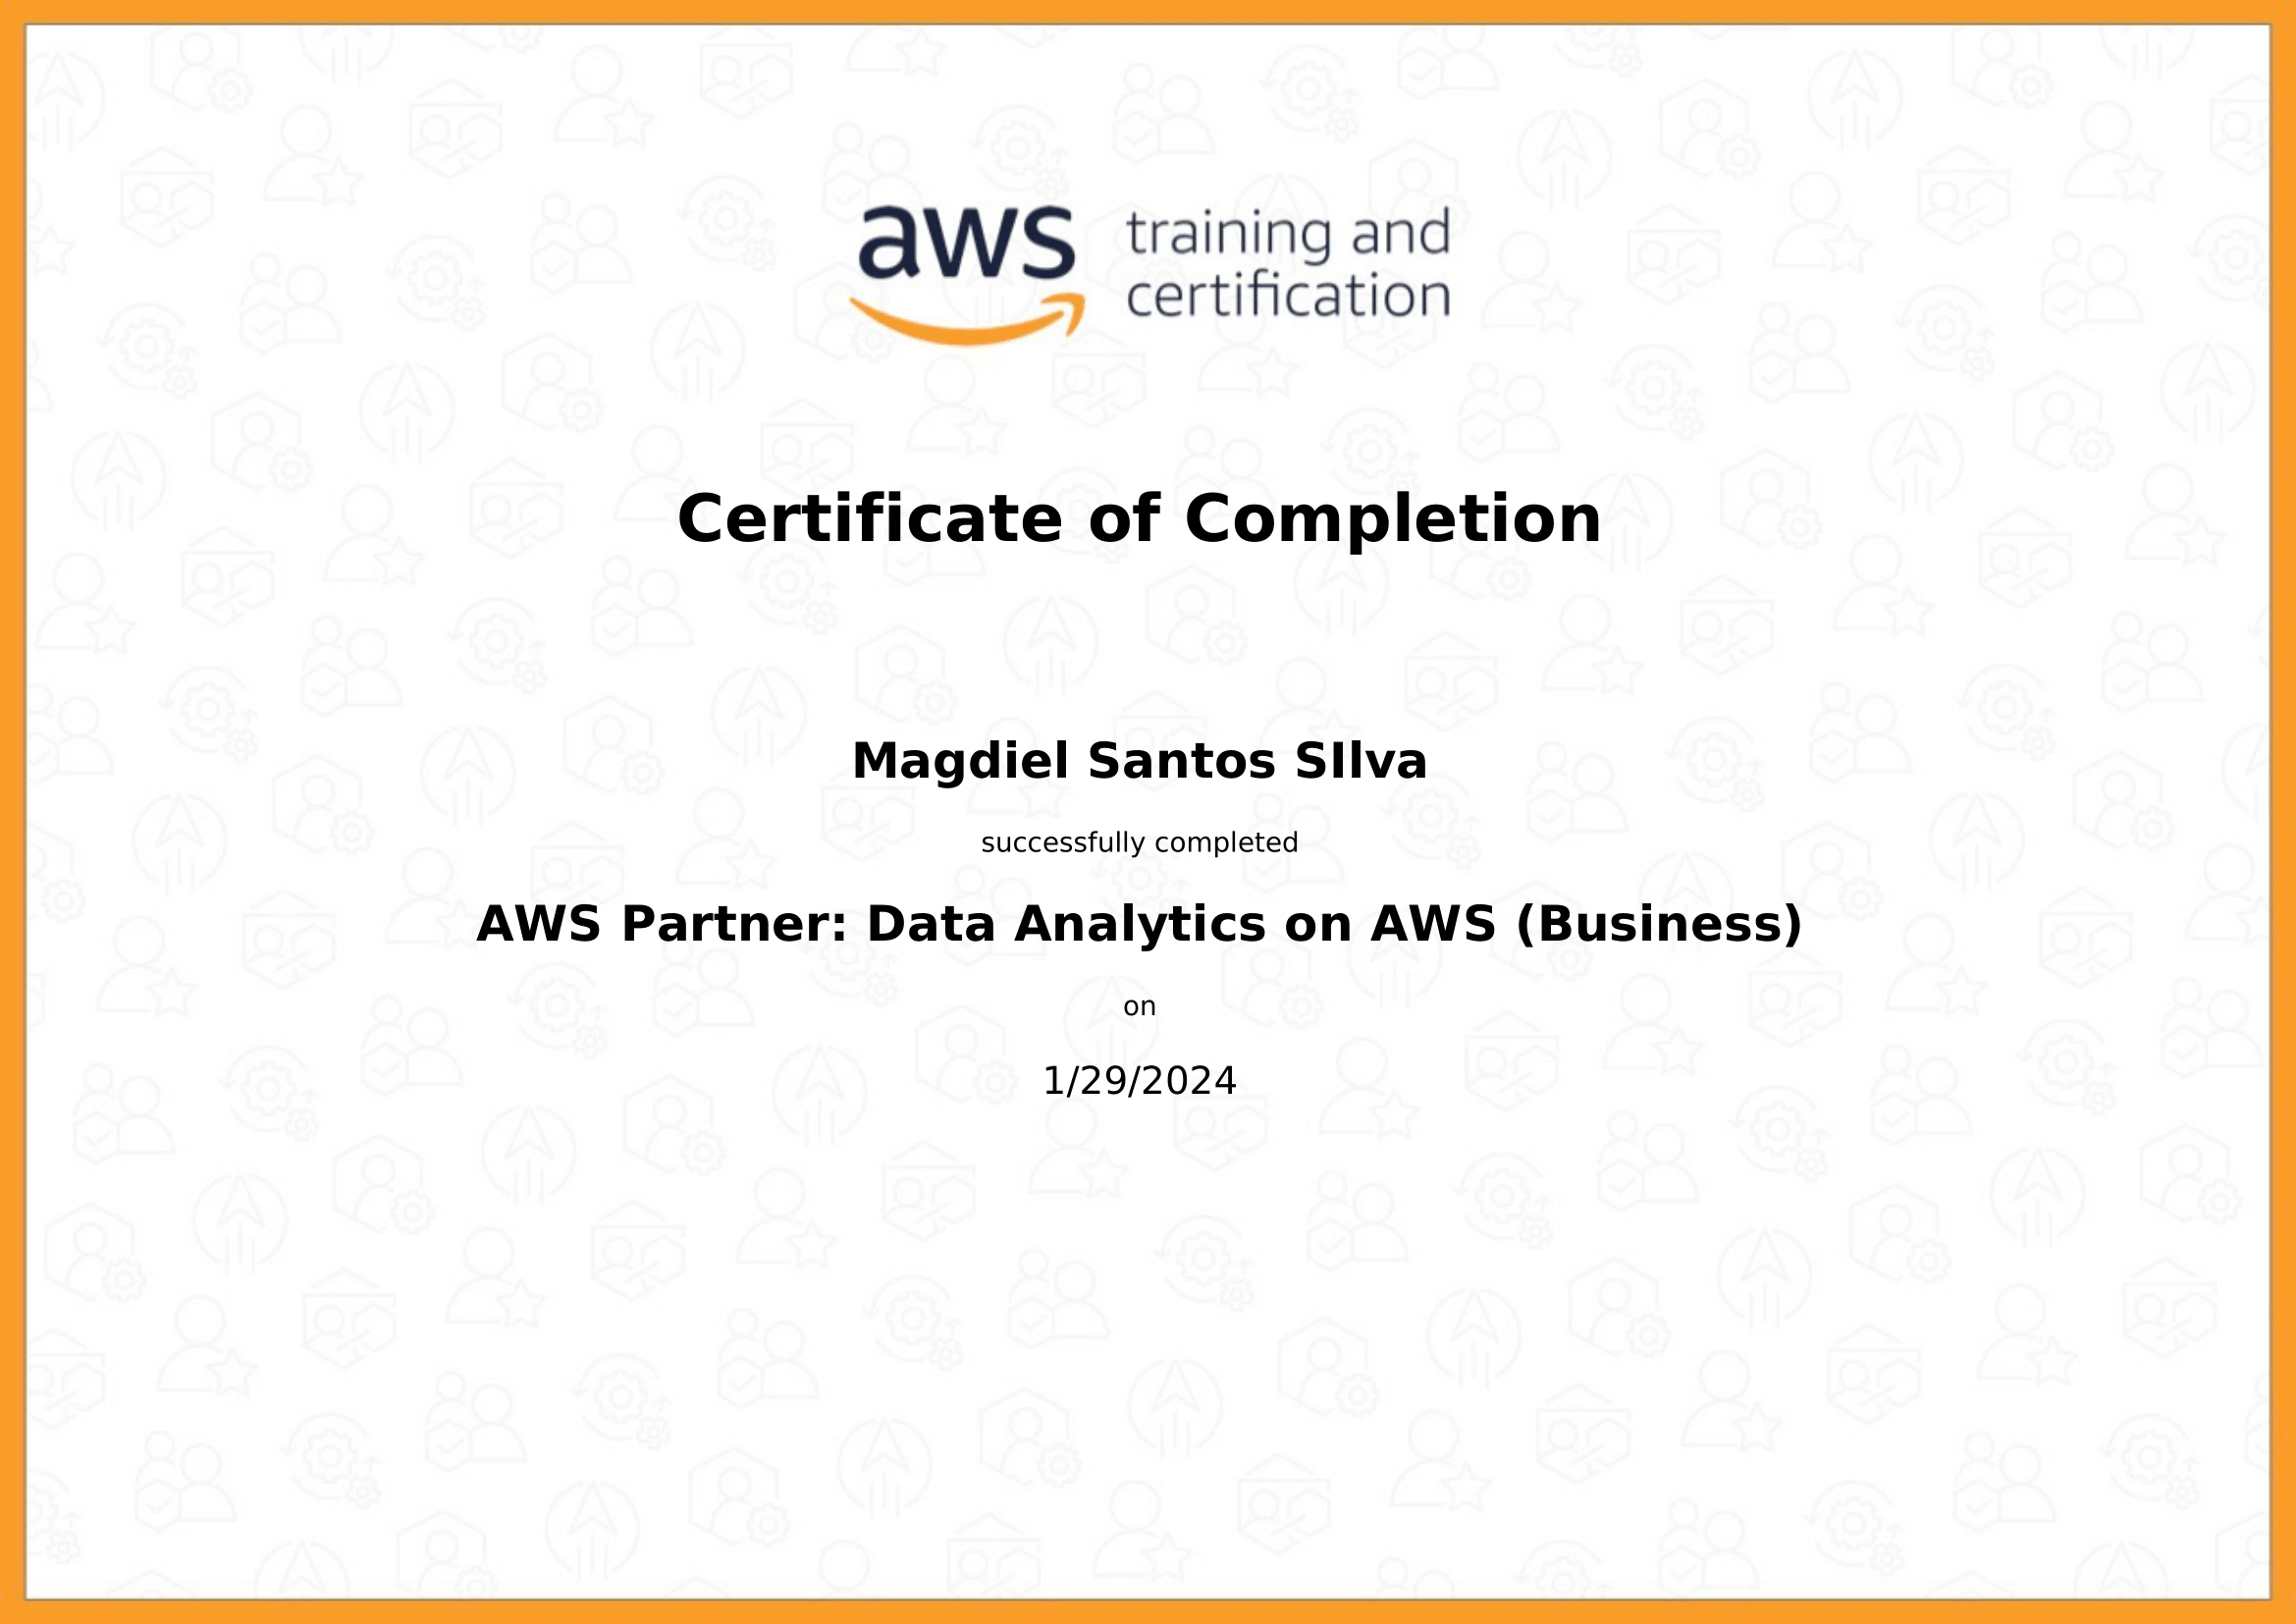 aws training and
certification
Certificate of Completion
Magdiel Santos SIlva
successfully completed
AWS Partner: Data Analytics on AWS (Business)
on
1/29/2024